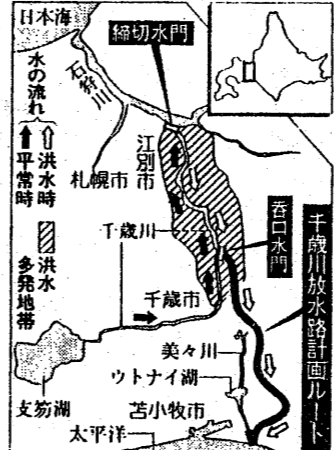 日本海
締切水門
石狩川
水の流れ
洪水時
平常時
洪水多発地帯
江別市
札幌市
呑口水門
千歳川放水路計画ルート
千歳川
千歳市
美々川
ウトナイ湖
支笏湖
苫小牧市
太平洋